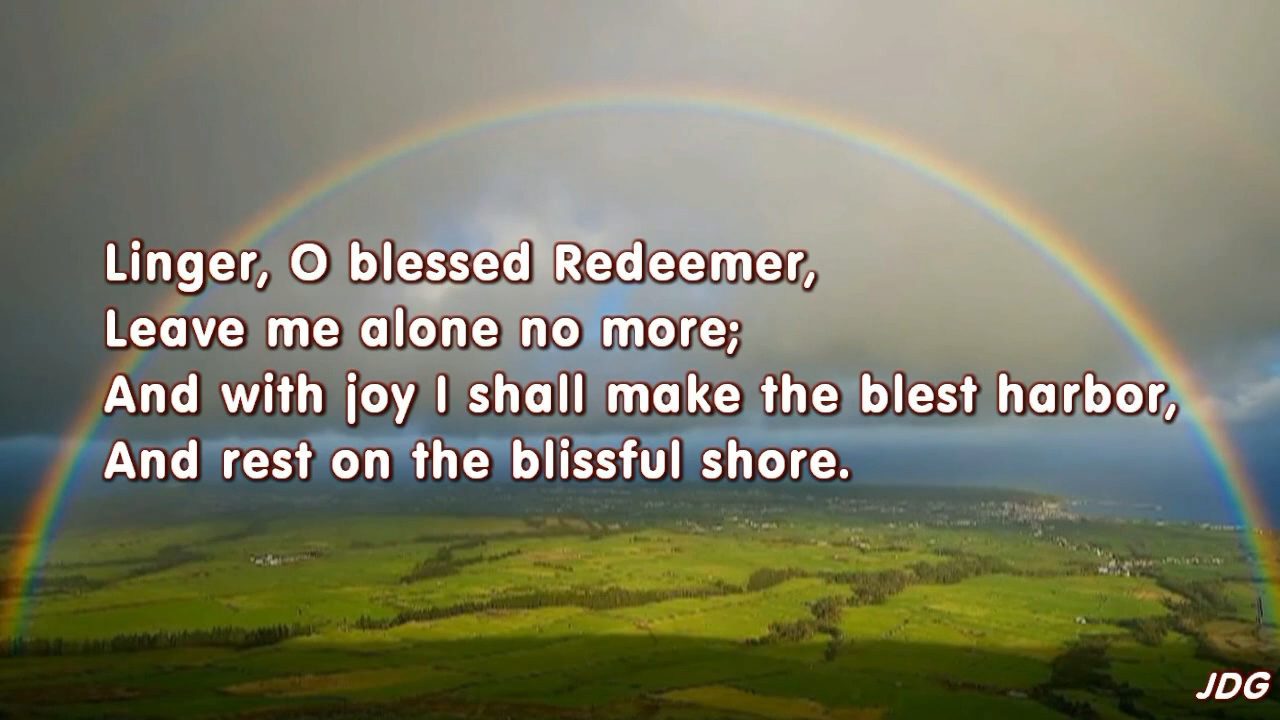 Linger, O blessed Redeemer,
Leave me alone no more;
And with joy I shall make the blest harbor,
And rest on the blissful shore.
JDG